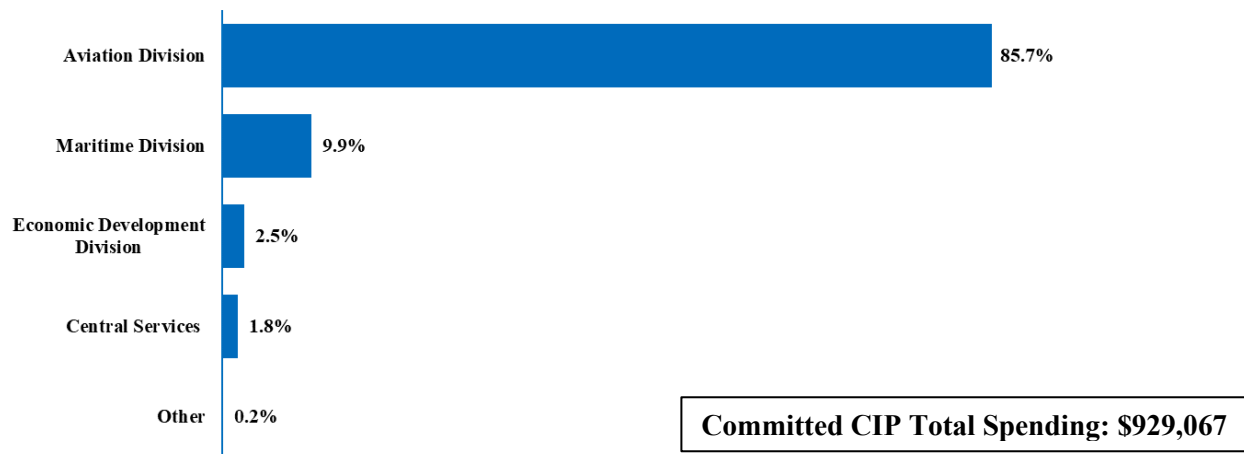 Aviation Division
85.7%
Maritime Division
9.9%
Economic Development
Division
2.5%
Central Services
1.8%
Other
0.2%
Committed CIP Total Spending: $929,067